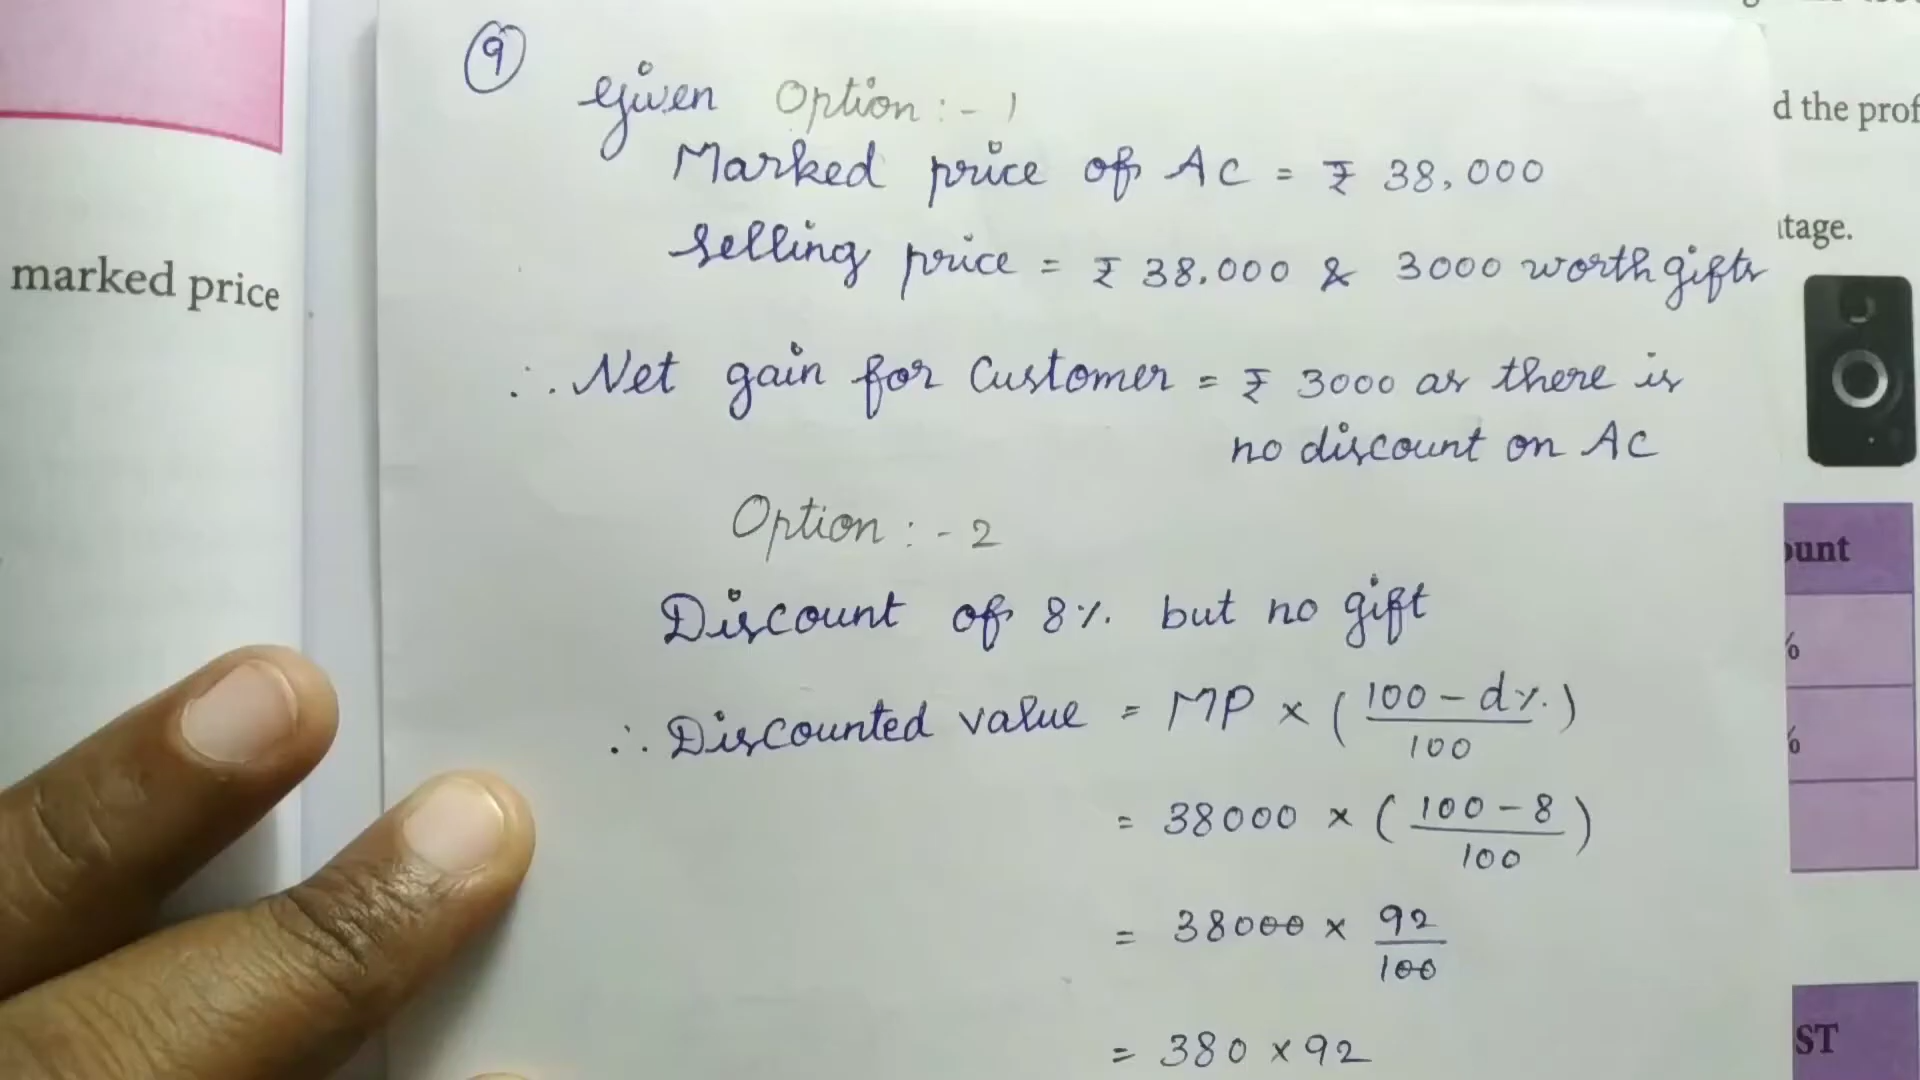 9
Given Option :- 1
Marked price of AC = ₹ 38,000
Selling price = ₹ 38.000 & 3000 worth gifts
∴ Net gain for Customer = ₹ 3000 as there is
no discount on AC
Option :- 2
Discount of 8% but no gift
∴ Discounted value = MP × (100 - d% / 100)
= 38000 × (100 - 8 / 100)
= 38000 × 92 / 100
= 380 × 92
marked price
d the prof
tage.
ount
%
%
ST